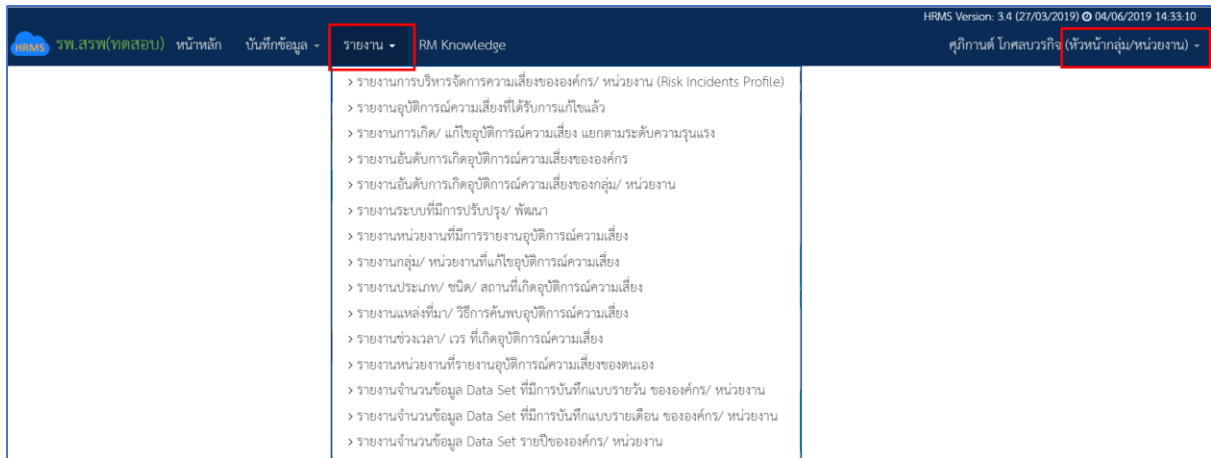 HRMS Version: 3.4 (27/03/2019) 04/06/2019 14:33:10
HRMS รพ.สรพ(ทดสอบ) หน้าหลัก บันทึกข้อมูล รายงาน RM Knowledge ศุภิกานต์ โกศลบวรกิจ (หัวหน้ากลุ่ม/หน่วยงาน)
> รายงานการบริหารจัดการความเสี่ยงขององค์กร/ หน่วยงาน (Risk Incidents Profile)
> รายงานอุบัติการณ์ความเสี่ยงที่ได้รับการแก้ไขแล้ว
> รายงานการเกิด/ แก้ไขอุบัติการณ์ความเสี่ยง แยกตามระดับความรุนแรง
> รายงานอันดับการเกิดอุบัติการณ์ความเสี่ยงขององค์กร
> รายงานอันดับการเกิดอุบัติการณ์ความเสี่ยงของกลุ่ม/ หน่วยงาน
> รายงานระบบที่มีการปรับปรุง/ พัฒนา
> รายงานหน่วยงานที่มีการรายงานอุบัติการณ์ความเสี่ยง
> รายงานกลุ่ม/ หน่วยงานที่แก้ไขอุบัติการณ์ความเสี่ยง
> รายงานประเภท/ ชนิด/ สถานที่เกิดอุบัติการณ์ความเสี่ยง
> รายงานแหล่งที่มา/ วิธีการค้นพบอุบัติการณ์ความเสี่ยง
> รายงานช่วงเวลา/ เวร ที่เกิดอุบัติการณ์ความเสี่ยง
> รายงานหน่วยงานที่รายงานอุบัติการณ์ความเสี่ยงของตนเอง
> รายงานจำนวนข้อมูล Data Set ที่มีการบันทึกแบบรายวัน ขององค์กร/ หน่วยงาน
> รายงานจำนวนข้อมูล Data Set ที่มีการบันทึกแบบรายเดือน ขององค์กร/ หน่วยงาน
> รายงานจำนวนข้อมูล Data Set รายปีขององค์กร/ หน่วยงาน